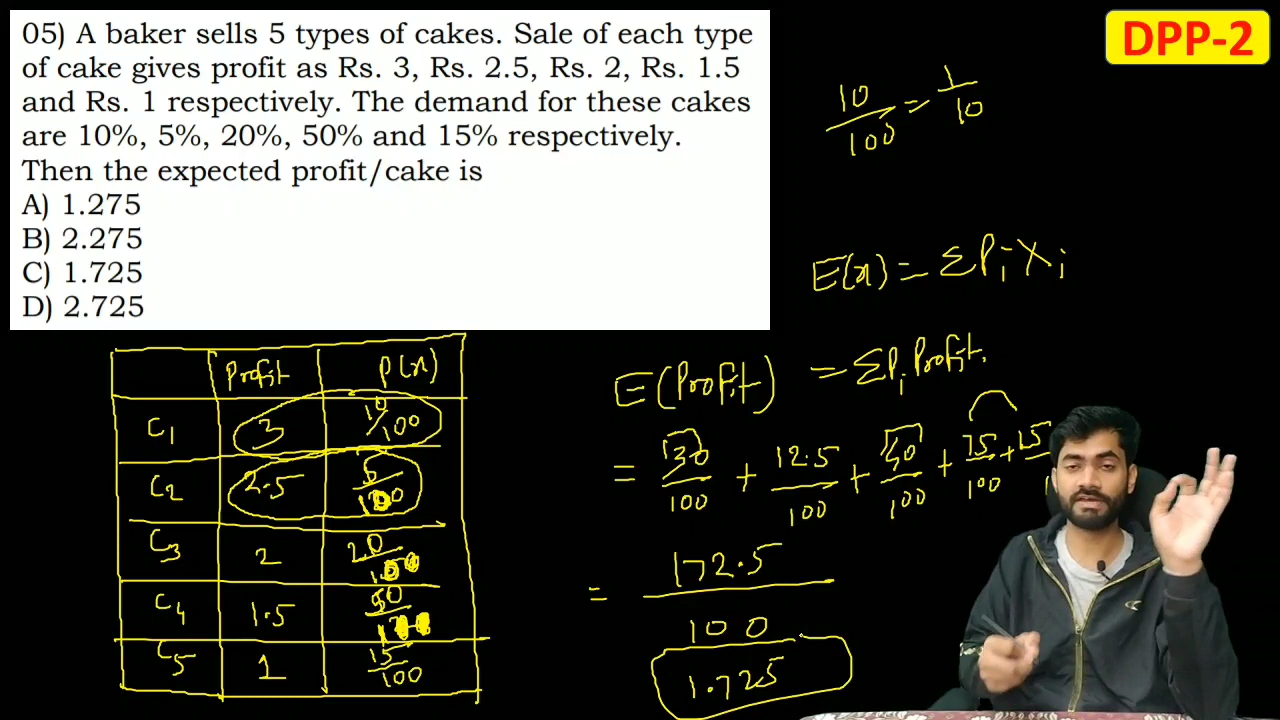 05) A baker sells 5 types of cakes. Sale of each type
of cake gives profit as Rs. 3, Rs. 2.5, Rs. 2, Rs. 1.5
and Rs. 1 respectively. The demand for these cakes
are 10%, 5%, 20%, 50% and 15% respectively.
Then the expected profit/cake is
A) 1.275
B) 2.275
C) 1.725
D) 2.725
DPP-2
10/100 = 1/10
E(x) = ΣPi Xi
Profit P(x)
C1 3 10/100
C2 2.5 5/100
C3 2 20/100
C4 1.5 50/100
C5 1 15/100
E(Profit) = ΣPi Profit.
= 30/100 + 12.5/100 + 40/100 + 75/100 + 15
= 172.5/100
1.725